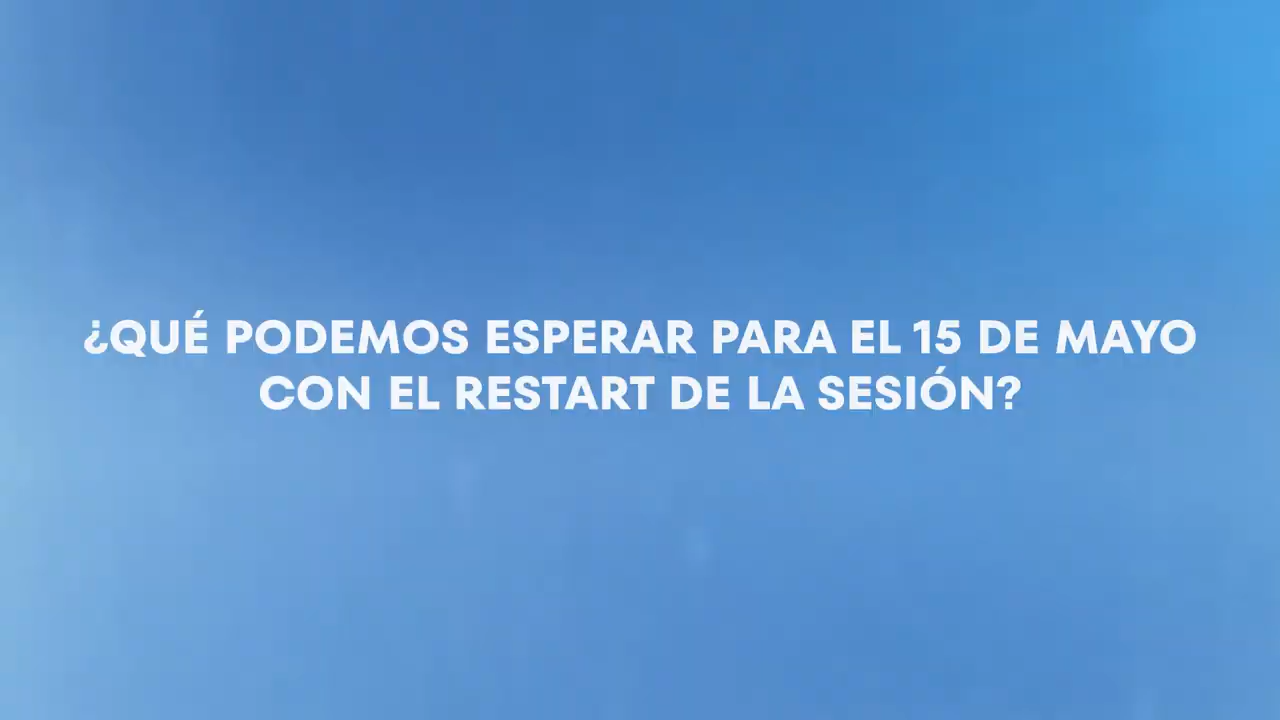 ¿QUÉ PODEMOS ESPERAR PARA EL 15 DE MAYO
CON EL RESTART DE LA SESIÓN?